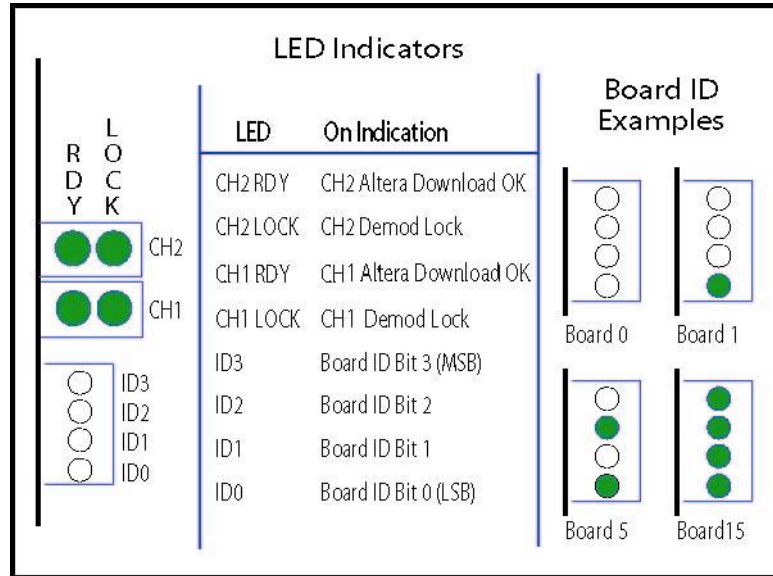 LED Indicators
RDY
LOCK
CH2
CH1
ID3
ID2
ID1
ID0
LED On Indication
CH2 RDY CH2 Altera Download OK
CH2 LOCK CH2 Demod Lock
CH1 RDY CH1 Altera Download OK
CH1 LOCK CH1 Demod Lock
ID3 Board ID Bit 3 (MSB)
ID2 Board ID Bit 2
ID1 Board ID Bit 1
ID0 Board ID Bit 0 (LSB)
Board ID
Examples
Board 0 Board 1
Board 5 Board15